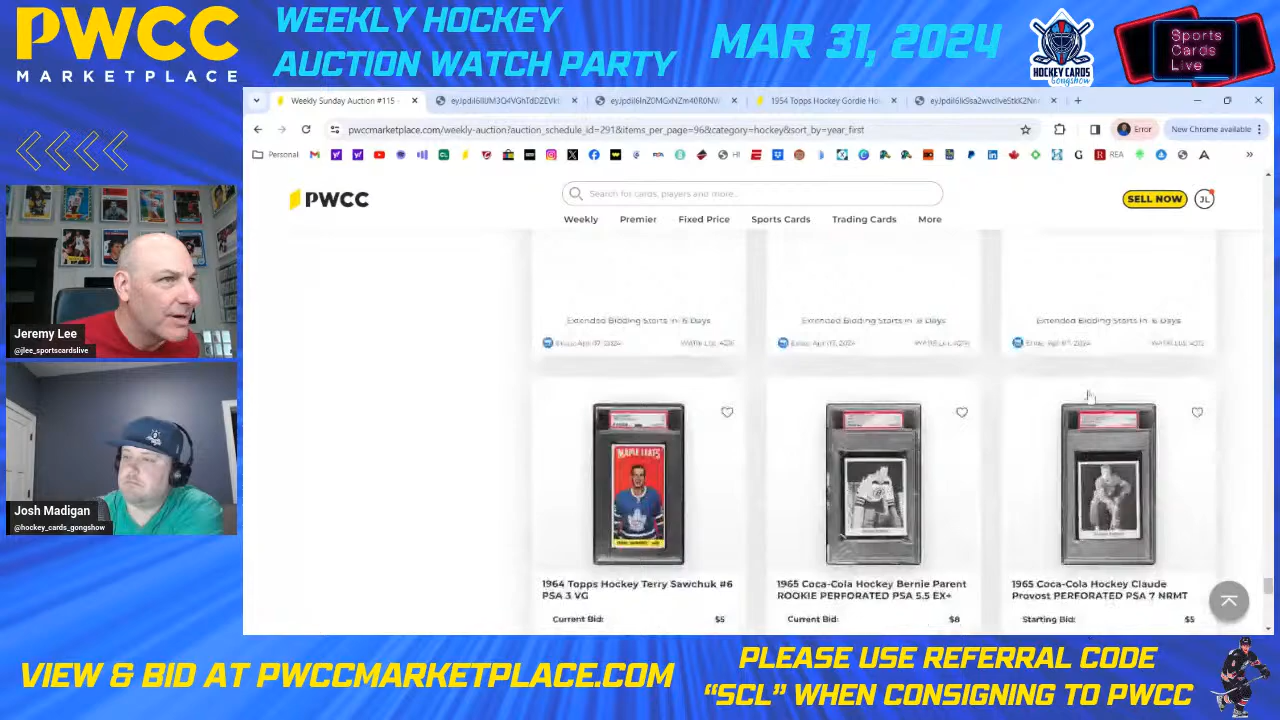 PWCC
MARKETPLACE
WEEKLY HOCKEY
AUCTION WATCH PARTY
MAR 31, 2024
HOCKEY CARDS
Gongshow
Sports
Cards
Live
Weekly Sunday Auction #115 -
1954 Topps Hockey Gordie Ho
pwccmarketplace.com/weekly-auction?auction_schedule_id=291&items_per_page=96&category=hockey&sort_by=year_first
Error
New Chrome available
Personal
REA
PWCC
Search for cards, players and more...
SELL NOW
JL
Weekly
Premier
Fixed Price
Sports Cards
Trading Cards
More
Extended Bidding Starts in: 6 Days
Extended Bidding Starts in: 6 Days
Extended Bidding Starts in: 6 Days
MAPLE LEAFS
1964 Topps Hockey Terry Sawchuk #6
PSA 3 VG
Current Bid: $5
1965 Coca-Cola Hockey Bernie Parent
ROOKIE PERFORATED PSA 5.5 EX+
Current Bid: $8
1965 Coca-Cola Hockey Claude
Provost PERFORATED PSA 7 NRMT
Starting Bid: $5
Jeremy Lee
@jlee_sportscardslive
Josh Madigan
@hockey_cards_gongshow
VIEW & BID AT PWCCMARKETPLACE.COM
PLEASE USE REFERRAL CODE
“SCL” WHEN CONSIGNING TO PWCC